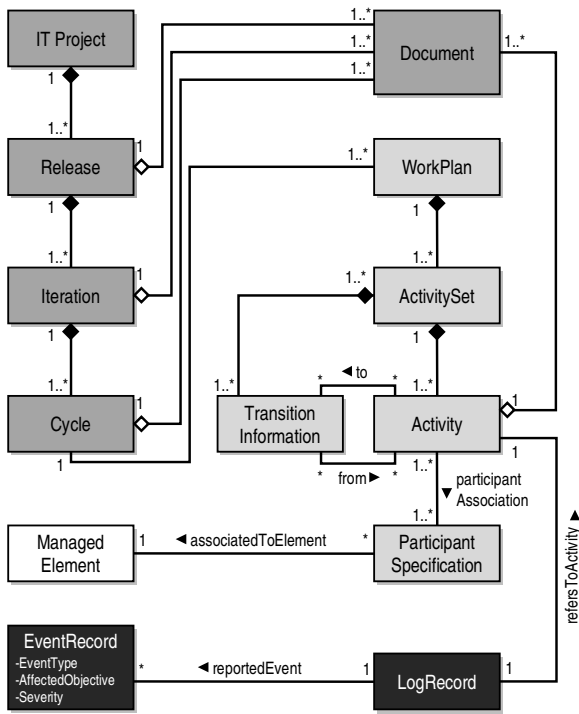 IT Project
Document
1..*
1..*
1..*
1..*
1
1..*
Release
1
1..*
WorkPlan
1
1
1..*
1..*
Iteration
1
1..*
ActivitySet
1
1
1..*
1..*
1..*
Cycle
1
1
Transition
Information
*
◄ to
*
Activity
1
1
*
from ►
*
1..*
▼ participant
Association
1..*
Managed
Element
1
◄ associatedToElement
*
Participant
Specification
refersToActivity ►
EventRecord
-EventType
-AffectedObjective
-Severity
*
◄ reportedEvent
1
LogRecord
1